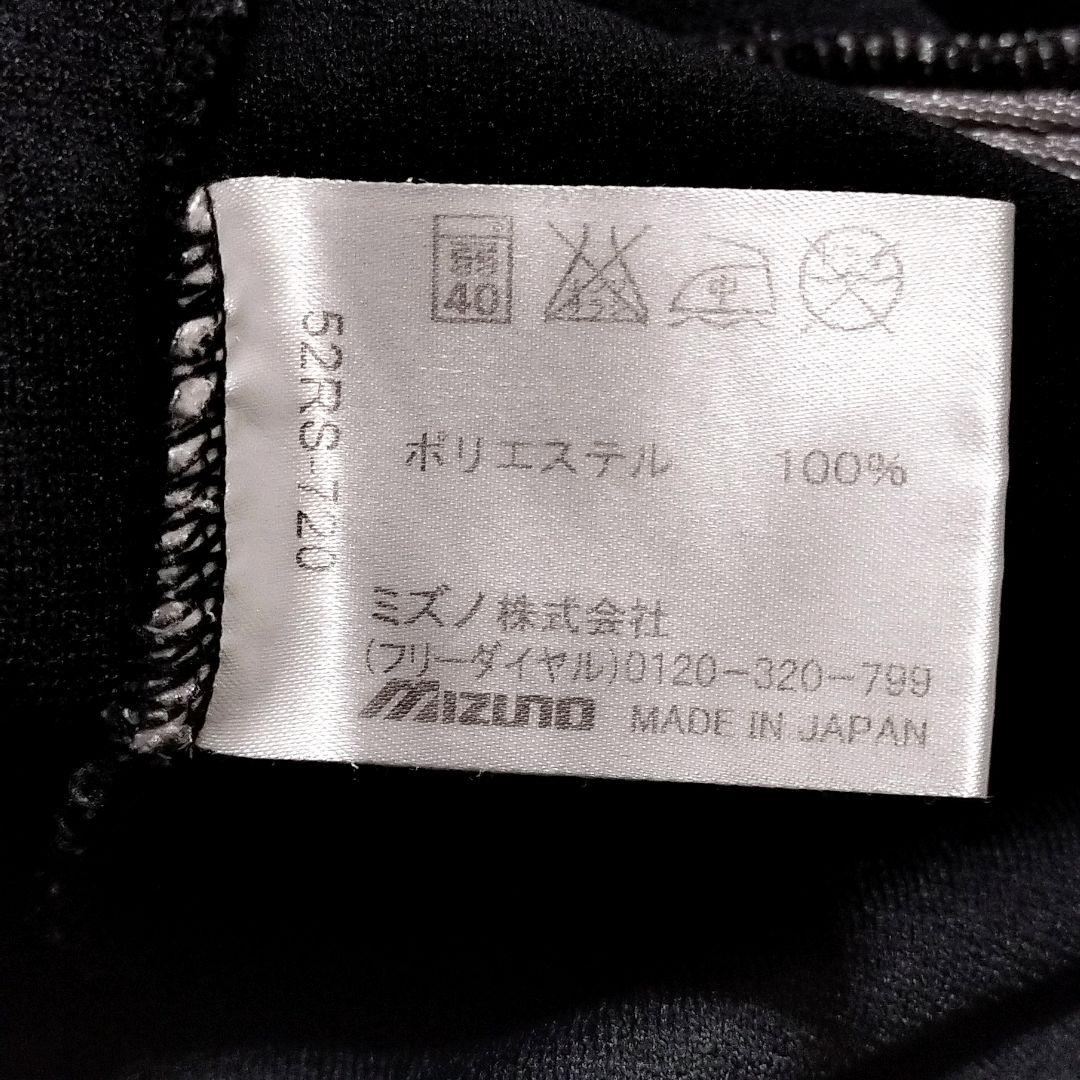 40
中
ポリエステル 100%
ミズノ株式会社
(フリーダイヤル)0120-320-799
MIZUNO MADE IN JAPAN
52RS-720